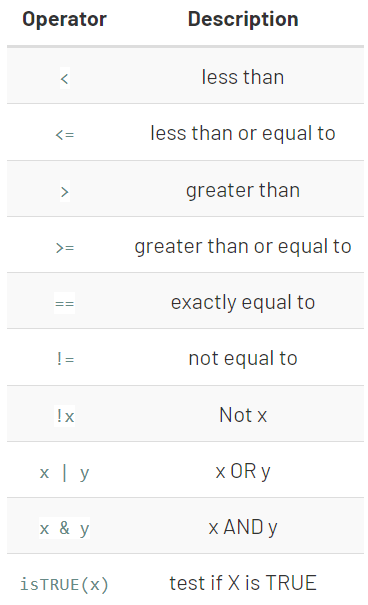 Operator Description
< less than
<= less than or equal to
> greater than
>= greater than or equal to
== exactly equal to
!= not equal to
!x Not x
x | y x OR y
x & y x AND y
isTRUE(x) test if X is TRUE